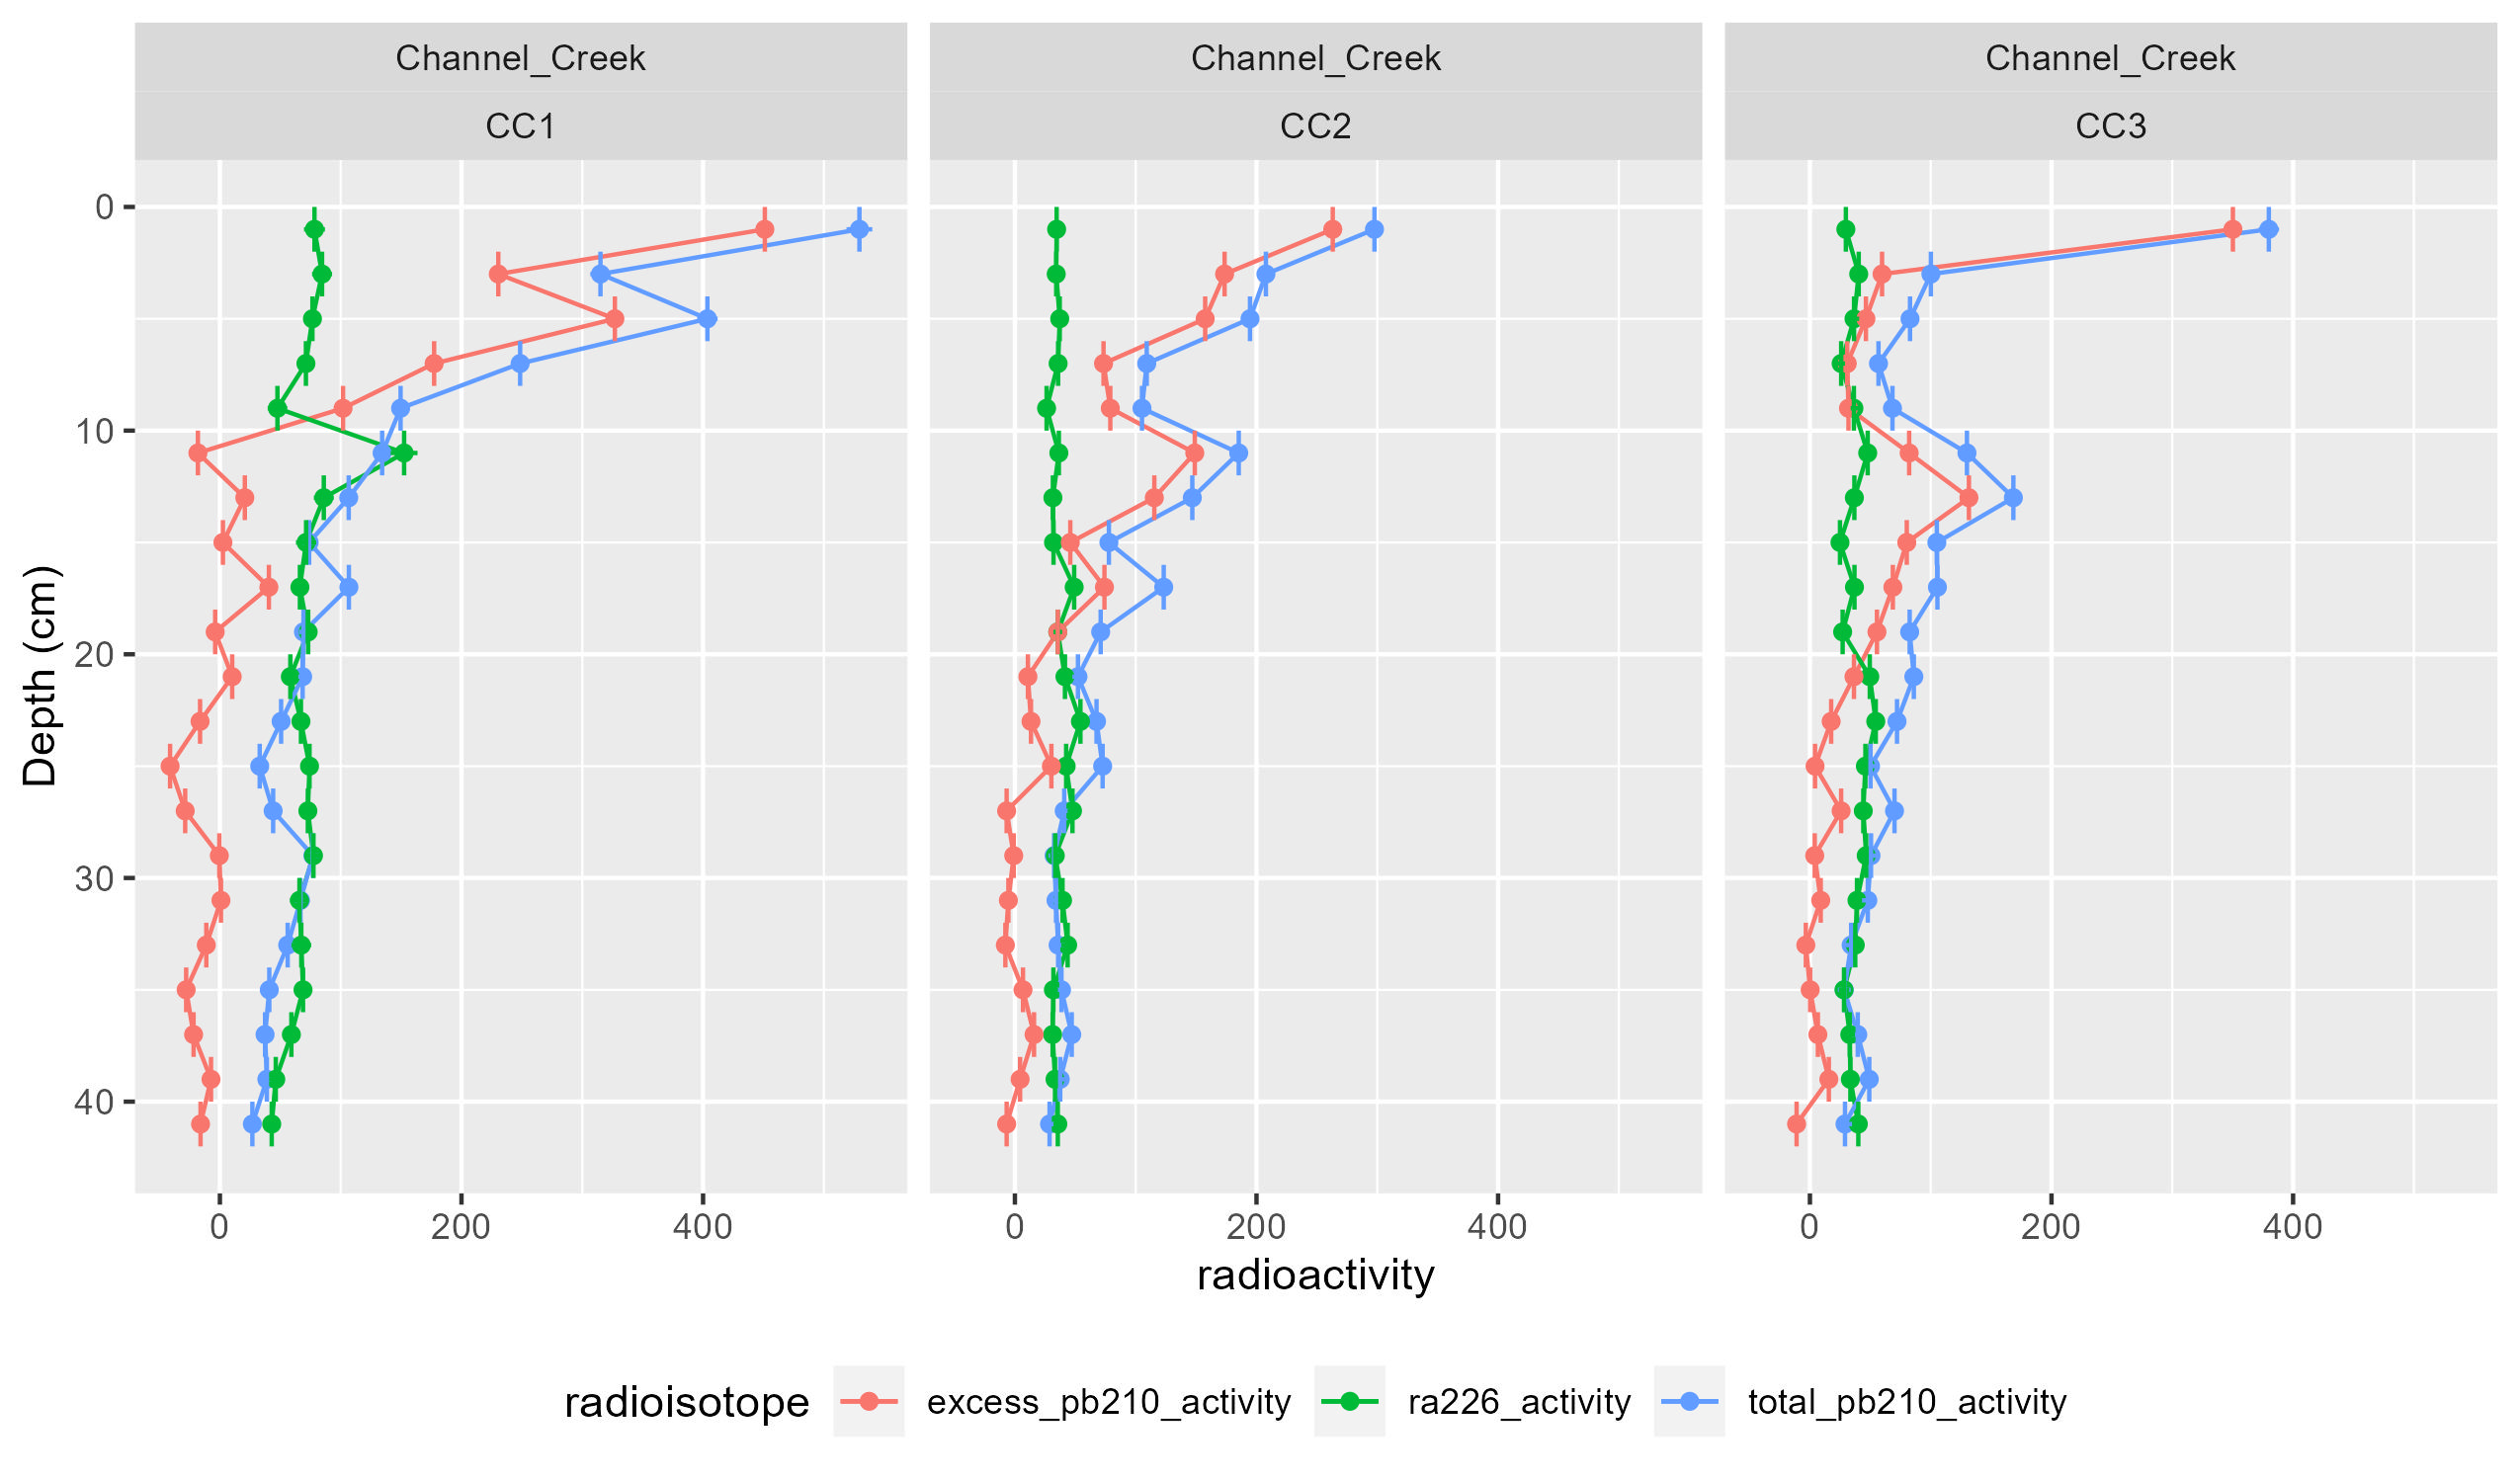 Channel_Creek Channel_Creek Channel_Creek
CC1 CC2 CC3
0
10
20
30
40
Depth (cm)
0 200 400 0 200 400 0 200 400
radioactivity
radioisotope excess_pb210_activity ra226_activity total_pb210_activity